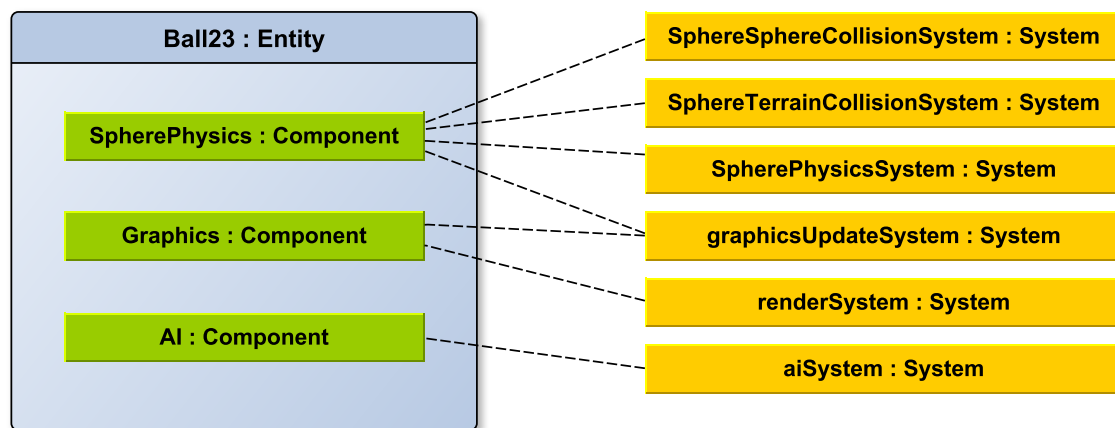 Ball23 : Entity
SpherePhysics : Component
Graphics : Component
AI : Component
SphereSphereCollisionSystem : System
SphereTerrainCollisionSystem : System
SpherePhysicsSystem : System
graphicsUpdateSystem : System
renderSystem : System
aiSystem : System